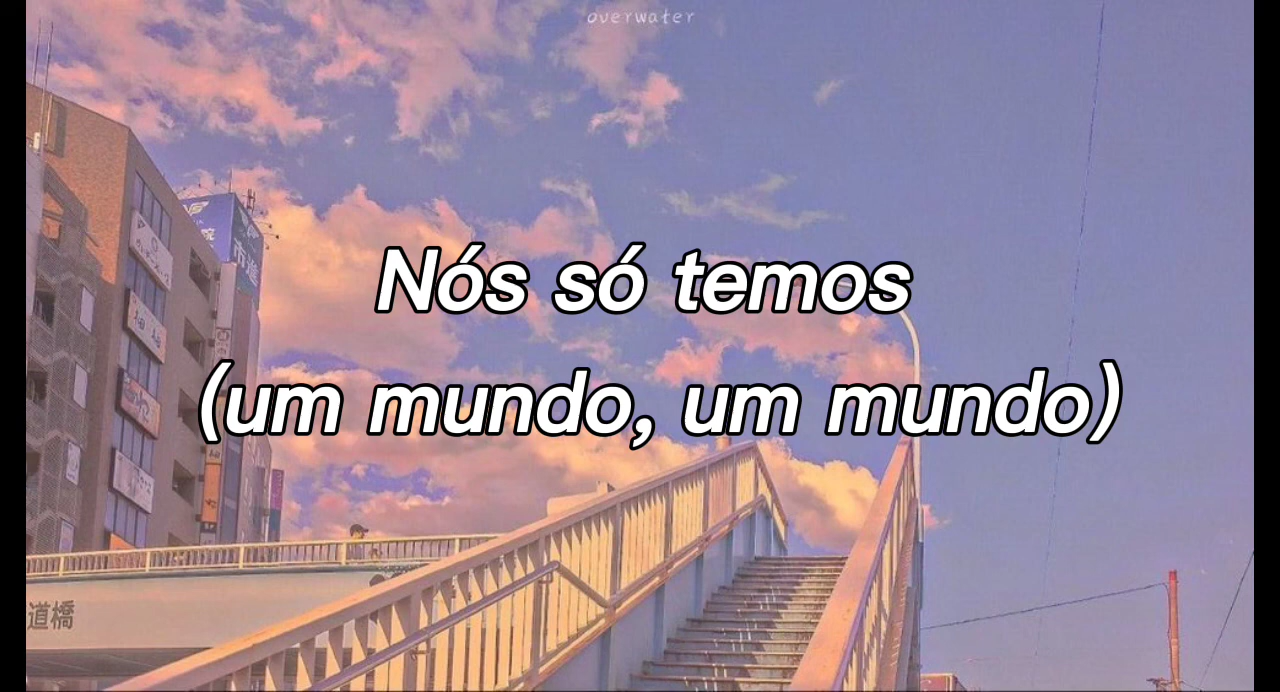 overwater
Nós só temos
(um mundo, um mundo)
道橋